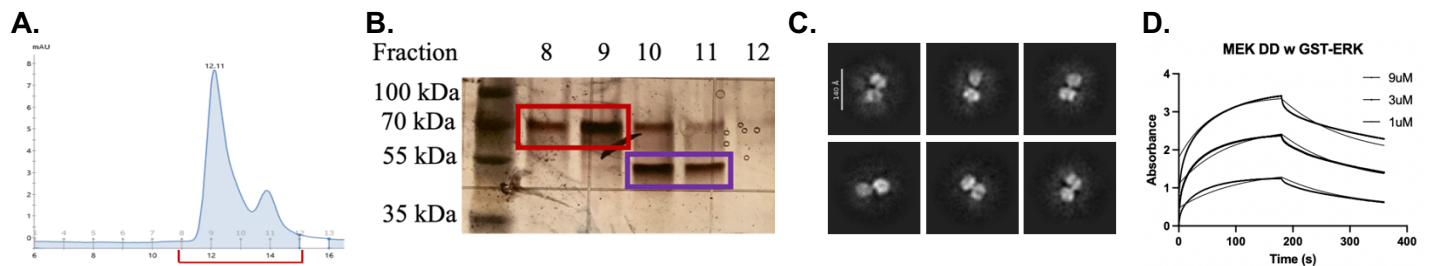 A.
mAU
8
7
6
5
4
3
2
1
0
12.11
4 5 6 7 8 9 10 11 12 13
6 8 10 12 14 16
B.
Fraction 8 9 10 11 12
100 kDa
70 kDa
55 kDa
35 kDa
C.
140 Å
D.
MEK DD w GST-ERK
4
3
2
1
0
Absorbance
9uM
3uM
1uM
0 100 200 300 400
Time (s)